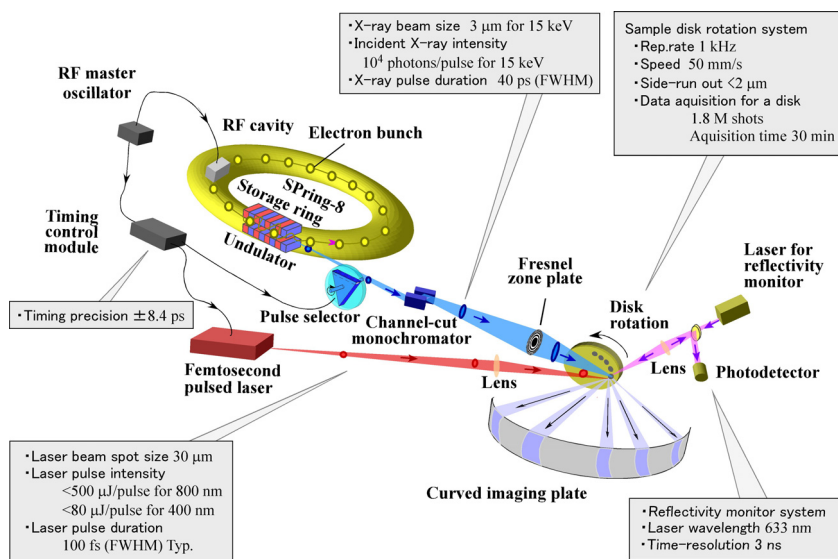 ・X-ray beam size 3 μm for 15 keV
・Incident X-ray intensity
10⁴ photons/pulse for 15 keV
・X-ray pulse duration 40 ps (FWHM)
Sample disk rotation system
・Rep.rate 1 kHz
・Speed 50 mm/s
・Side-run out <2 μm
・Data aquisition for a disk
1.8 M shots
Aquisition time 30 min
RF master
oscillator
RF cavity
Electron bunch
SPring-8
Storage ring
Undulator
Timing
control
module
・Timing precision ±8.4 ps
Pulse selector
Channel-cut
monochromator
Fresnel
zone plate
Disk
rotation
Laser for
reflectivity
monitor
Lens
Photodetector
Femtosecond
pulsed laser
Lens
Curved imaging plate
・Laser beam spot size 30 μm
・Laser pulse intensity
<500 μJ/pulse for 800 nm
<80 μJ/pulse for 400 nm
・Laser pulse duration
100 fs (FWHM) Typ.
・Reflectivity monitor system
・Laser wavelength 633 nm
・Time-resolution 3 ns